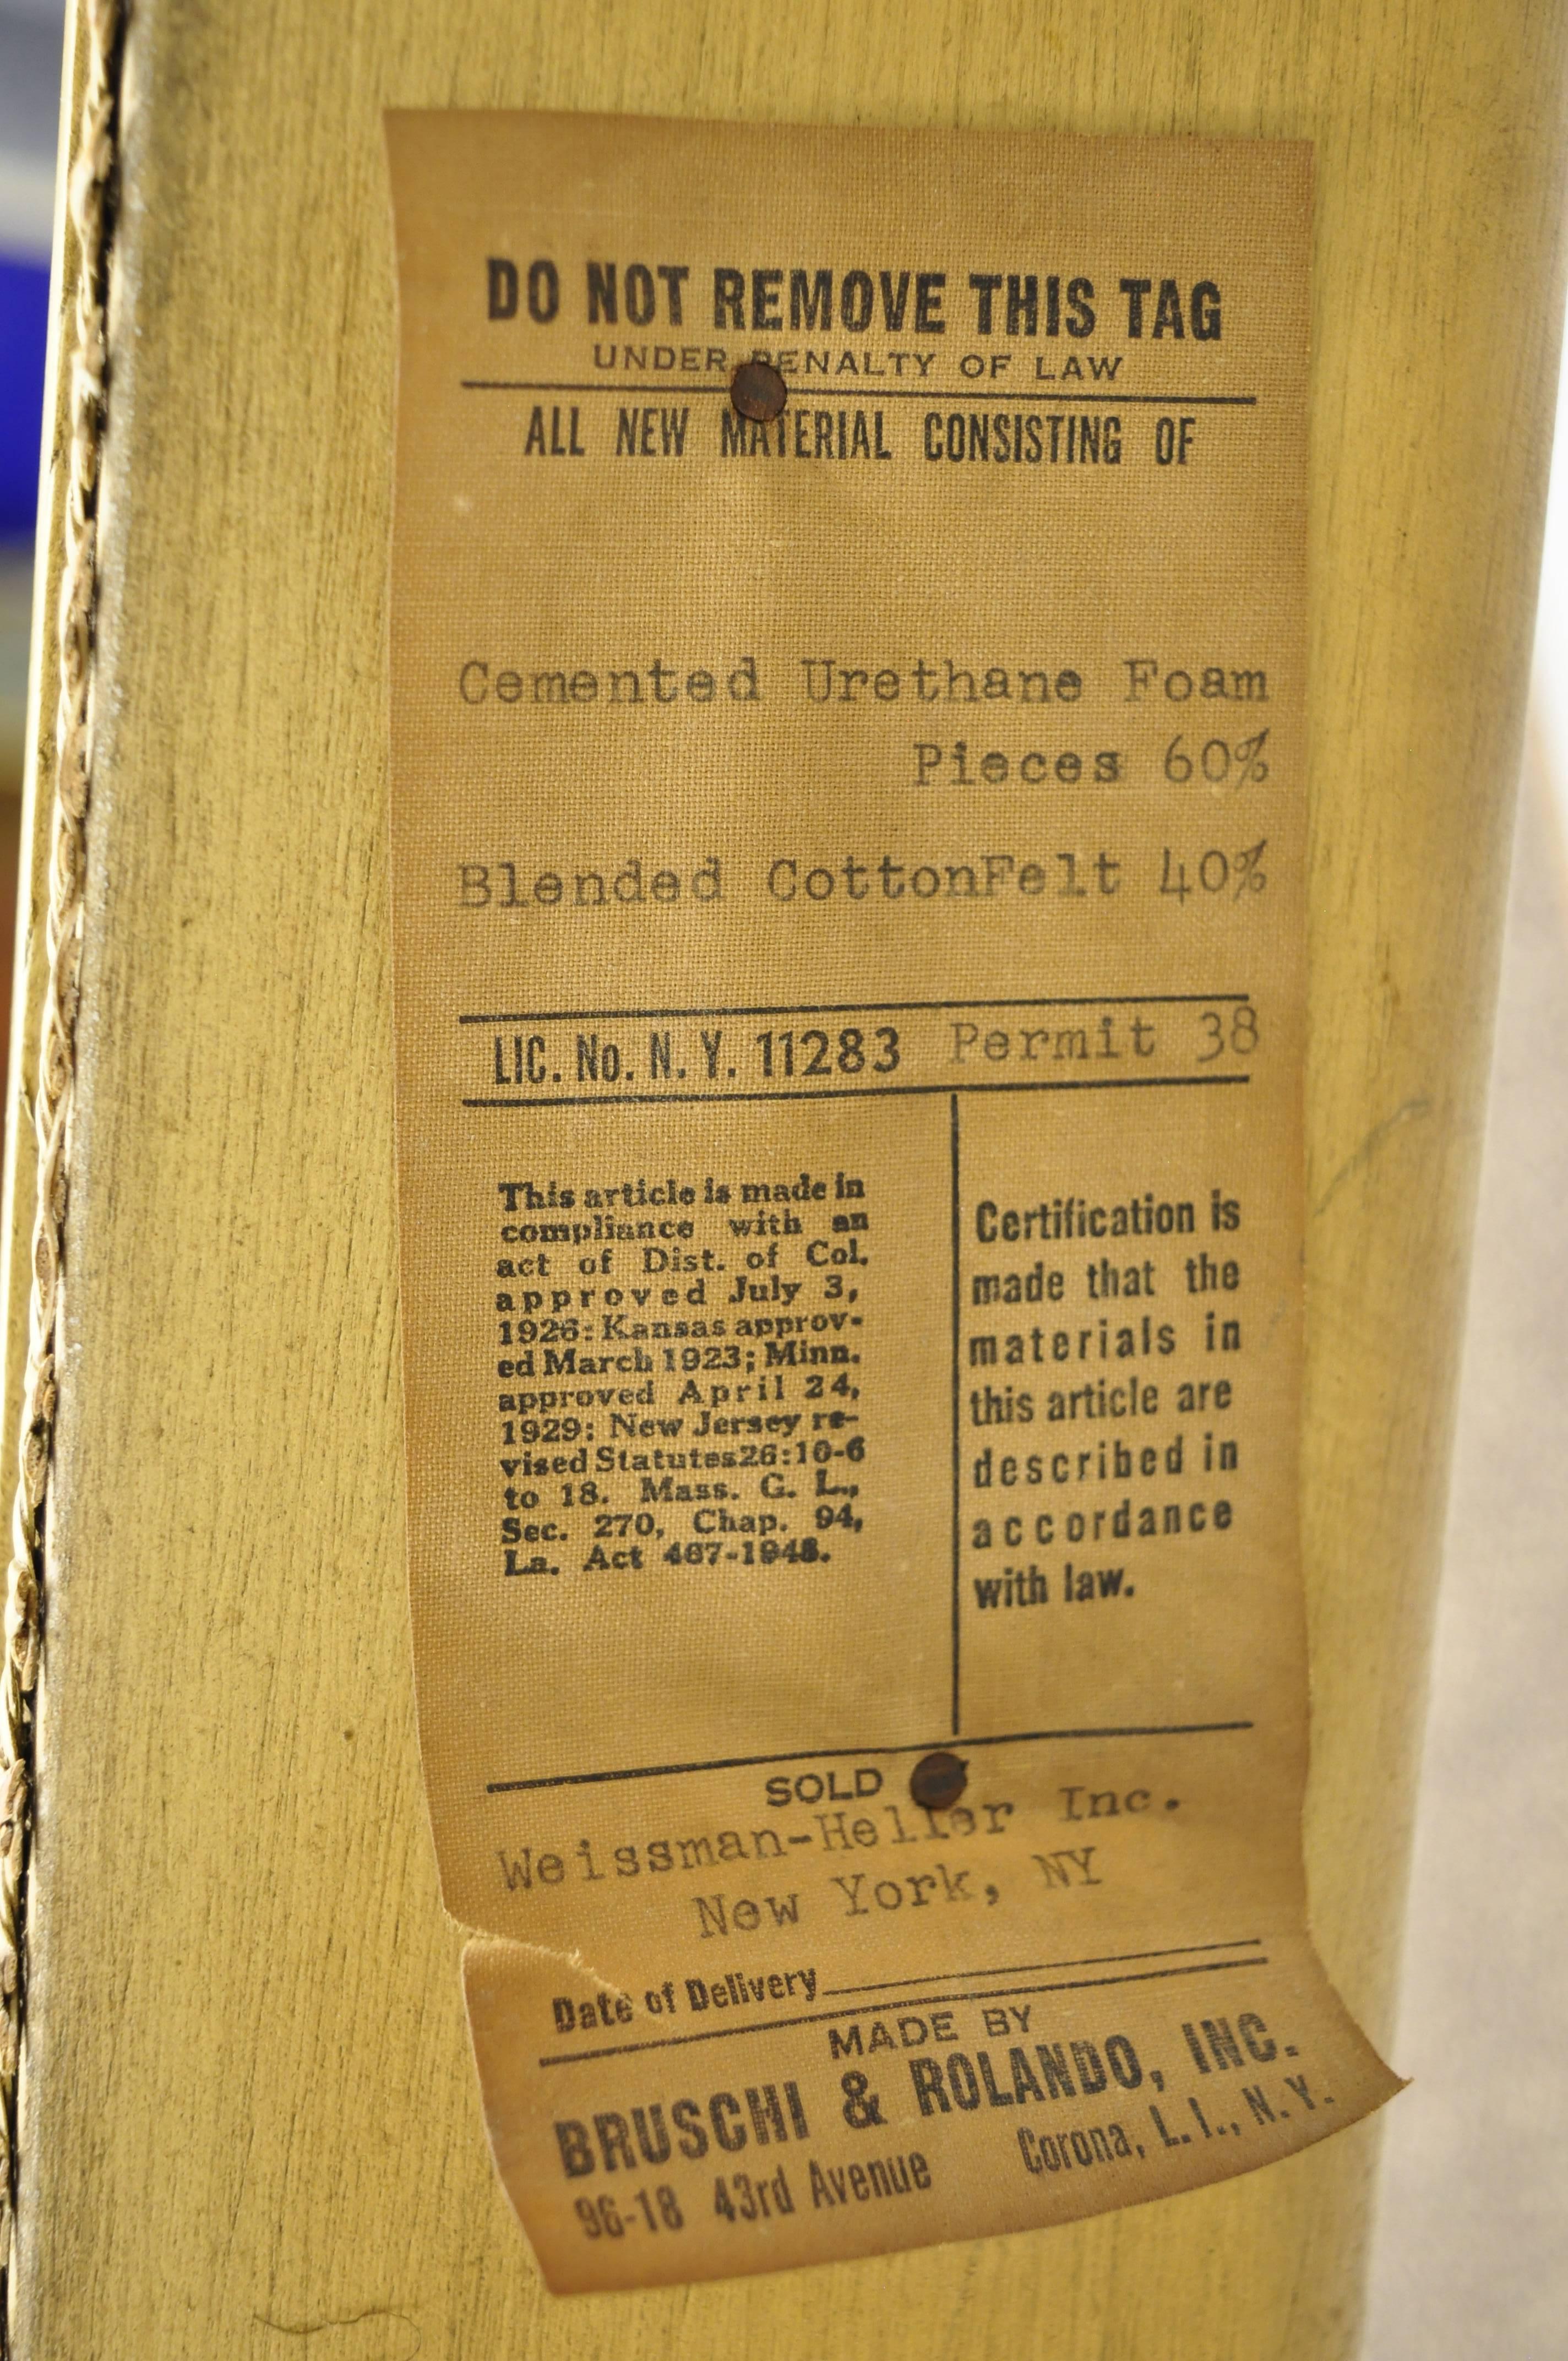 DO NOT REMOVE THIS TAG
UNDER PENALTY OF LAW
ALL NEW MATERIAL CONSISTING OF
Cemented Urethane Foam
Pieces 60%
Blended CottonFelt 40%
LIC. No. N. Y. 11283 Permit 38
This article is made in
compliance with an
act of Dist. of Col.
approved July 3,
1926: Kansas approv-
ed March 1923; Minn.
approved April 24,
1929: New Jersey re-
vised Statutes 26:10-6
to 18. Mass. G. L.,
Sec. 270, Chap. 94,
La. Act 467-1948.
Certification is
made that the
materials in
this article are
described in
accordance
with law.
SOLD
Weissman-Heller Inc.
New York, NY
Date of Delivery
MADE BY
BRUSCHI & ROLANDO, INC.
96-18 43rd Avenue Corona, L. I., N. Y.